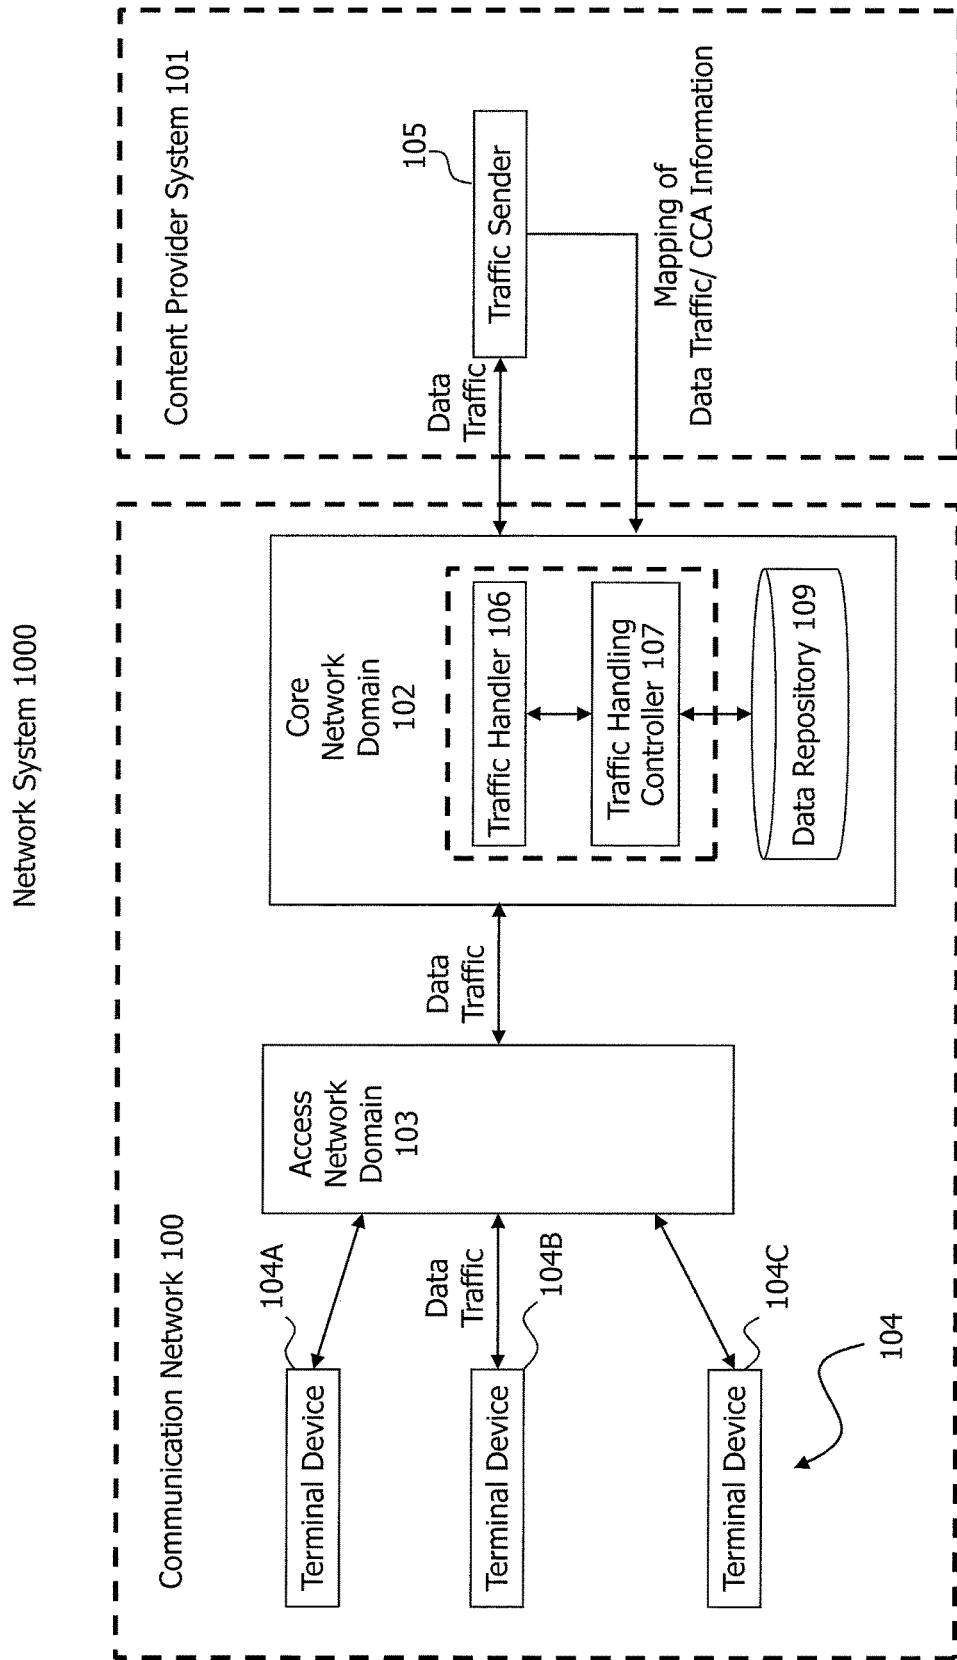 Network System 1000
Communication Network 100
Terminal Device
104A
Terminal Device
104B
Terminal Device
104C
104
Data
Traffic
Access
Network
Domain
103
Data
Traffic
Core
Network
Domain
102
Traffic Handler 106
Traffic Handling
Controller 107
Data Repository 109
Content Provider System 101
Data
Traffic
Traffic Sender
105
Mapping of
Data Traffic/ CCA Information